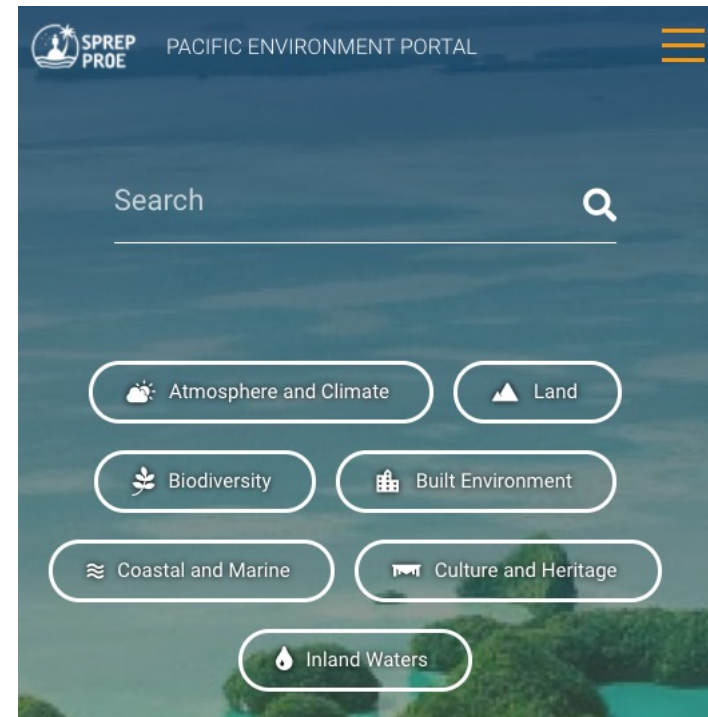 SPREP
PROE
PACIFIC ENVIRONMENT PORTAL
Search
Atmosphere and Climate
Land
Biodiversity
Built Environment
Coastal and Marine
Culture and Heritage
Inland Waters